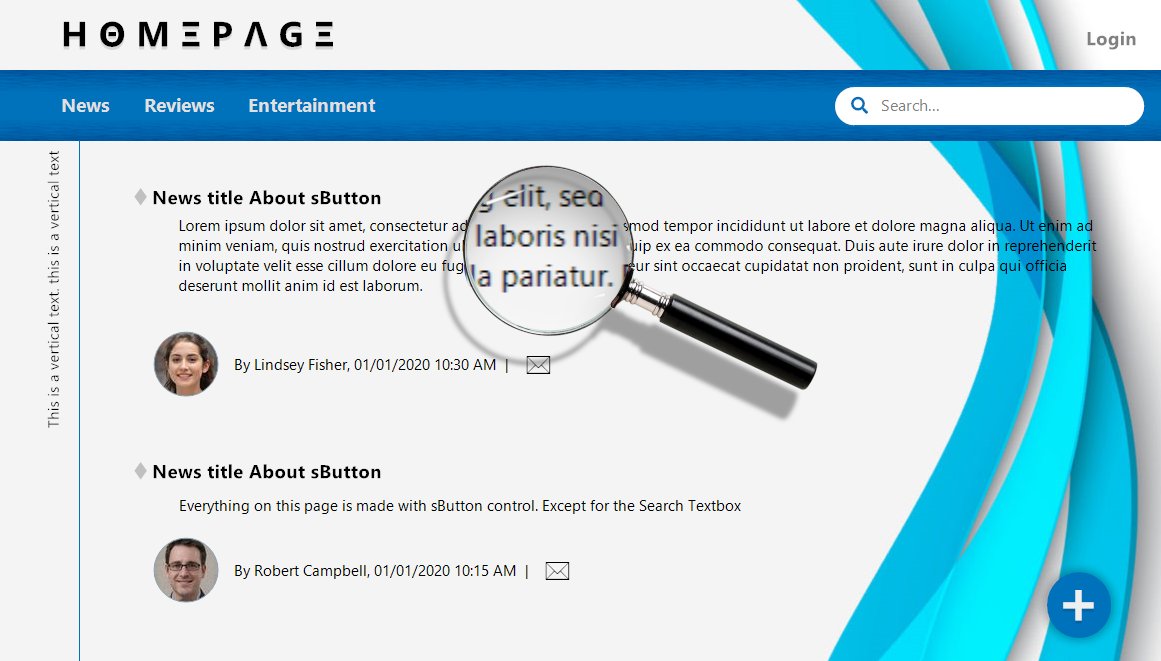 HOMEPAGE
Login
News Reviews Entertainment
Search...
This is a vertical text. this is a vertical text
News title About sButton
Lorem ipsum dolor sit amet, consectetur ad g elit, sed smod tempor incididunt ut labore et dolore magna aliqua. Ut enim ad
minim veniam, quis nostrud exercitation ul laboris nisi uip ex ea commodo consequat. Duis aute irure dolor in reprehenderit
in voluptate velit esse cillum dolore eu fug la pariatur. eur sint occaecat cupidatat non proident, sunt in culpa qui officia
deserunt mollit anim id est laborum.
By Lindsey Fisher, 01/01/2020 10:30 AM |
News title About sButton
Everything on this page is made with sButton control. Except for the Search Textbox
By Robert Campbell, 01/01/2020 10:15 AM |